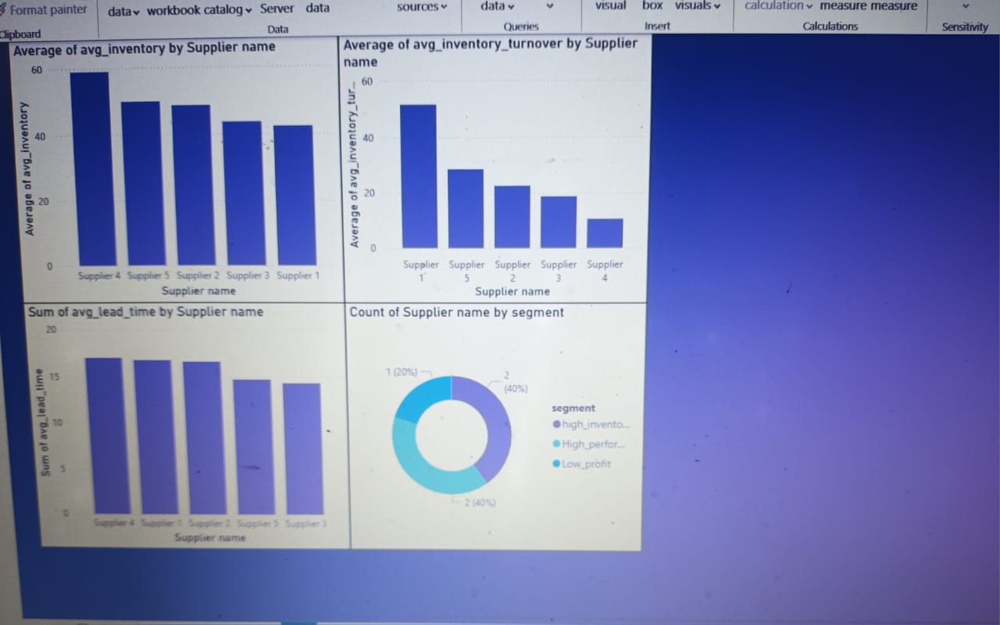 Format painter
data workbook catalog Server data
sources
data
visual box visuals
calculation measure measure
Clipboard
Data
Queries
Insert
Calculations
Sensitivity
Average of avg_inventory by Supplier name
60
40
20
0
Average of avg_inventory
Supplier 4 Supplier 5 Supplier 2 Supplier 3 Supplier 1
Supplier name
Average of avg_inventory_turnover by Supplier
name
60
40
20
0
Average of avg_inventory_tur...
Supplier Supplier Supplier Supplier Supplier
1 5 2 3 4
Supplier name
Sum of avg_lead_time by Supplier name
20
15
10
5
0
Sum of avg_lead_time
Supplier 4 Supplier 1 Supplier 2 Supplier 5 Supplier 3
Supplier name
Count of Supplier name by segment
1 (20%)
2
(40%)
2 (40%)
segment
high_invento...
High_perfor...
Low_profit